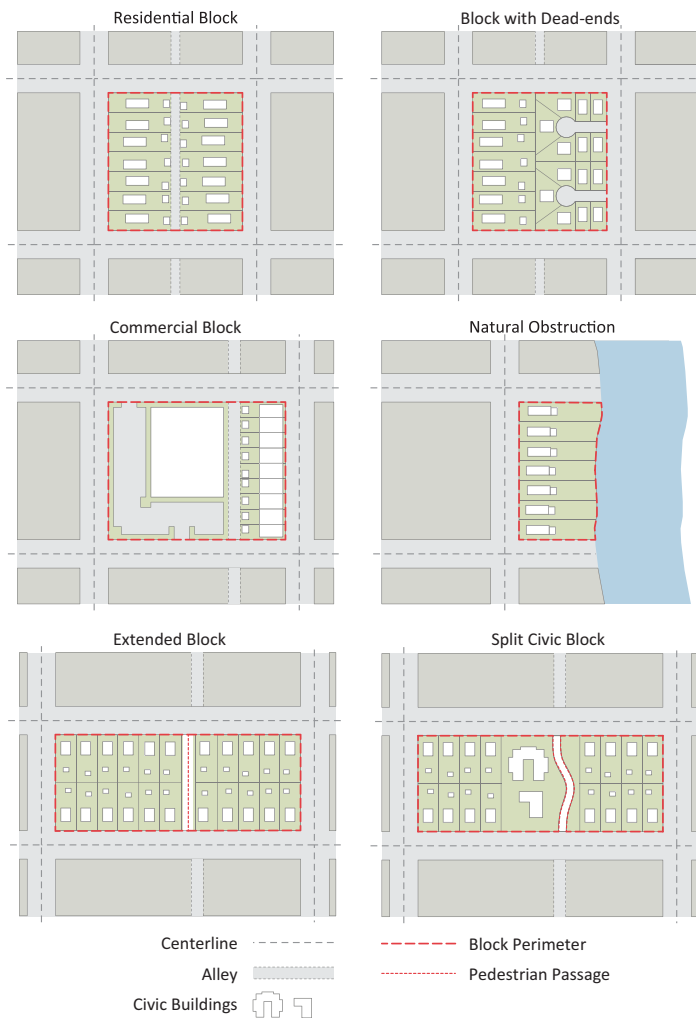 Residential Block
Block with Dead-ends
Commercial Block
Natural Obstruction
Extended Block
Split Civic Block
Centerline
Block Perimeter
Alley
Pedestrian Passage
Civic Buildings